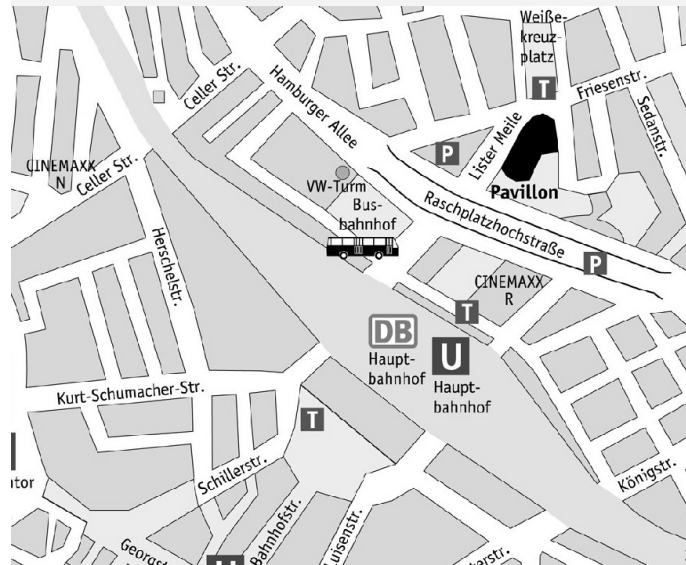 Weiße-
kreuz-
platz
T
Friesenstr.
Celler Str.
Hamburger Allee
Sedanstr.
Lister Meile
P
CINEMAXX
N
Celler Str.
VW-Turm
Bus-
bahnhof
Pavillon
Raschplatzhochstraße
Herschelstr.
P
CINEMAXX
R
T
DB
Haupt-
bahnhof
U
Haupt-
bahnhof
Kurt-Schumacher-Str.
T
Schillerstr.
Königstr.
tor
Georgst
Bahnhofstr.
uisenstr.
U
erstr.